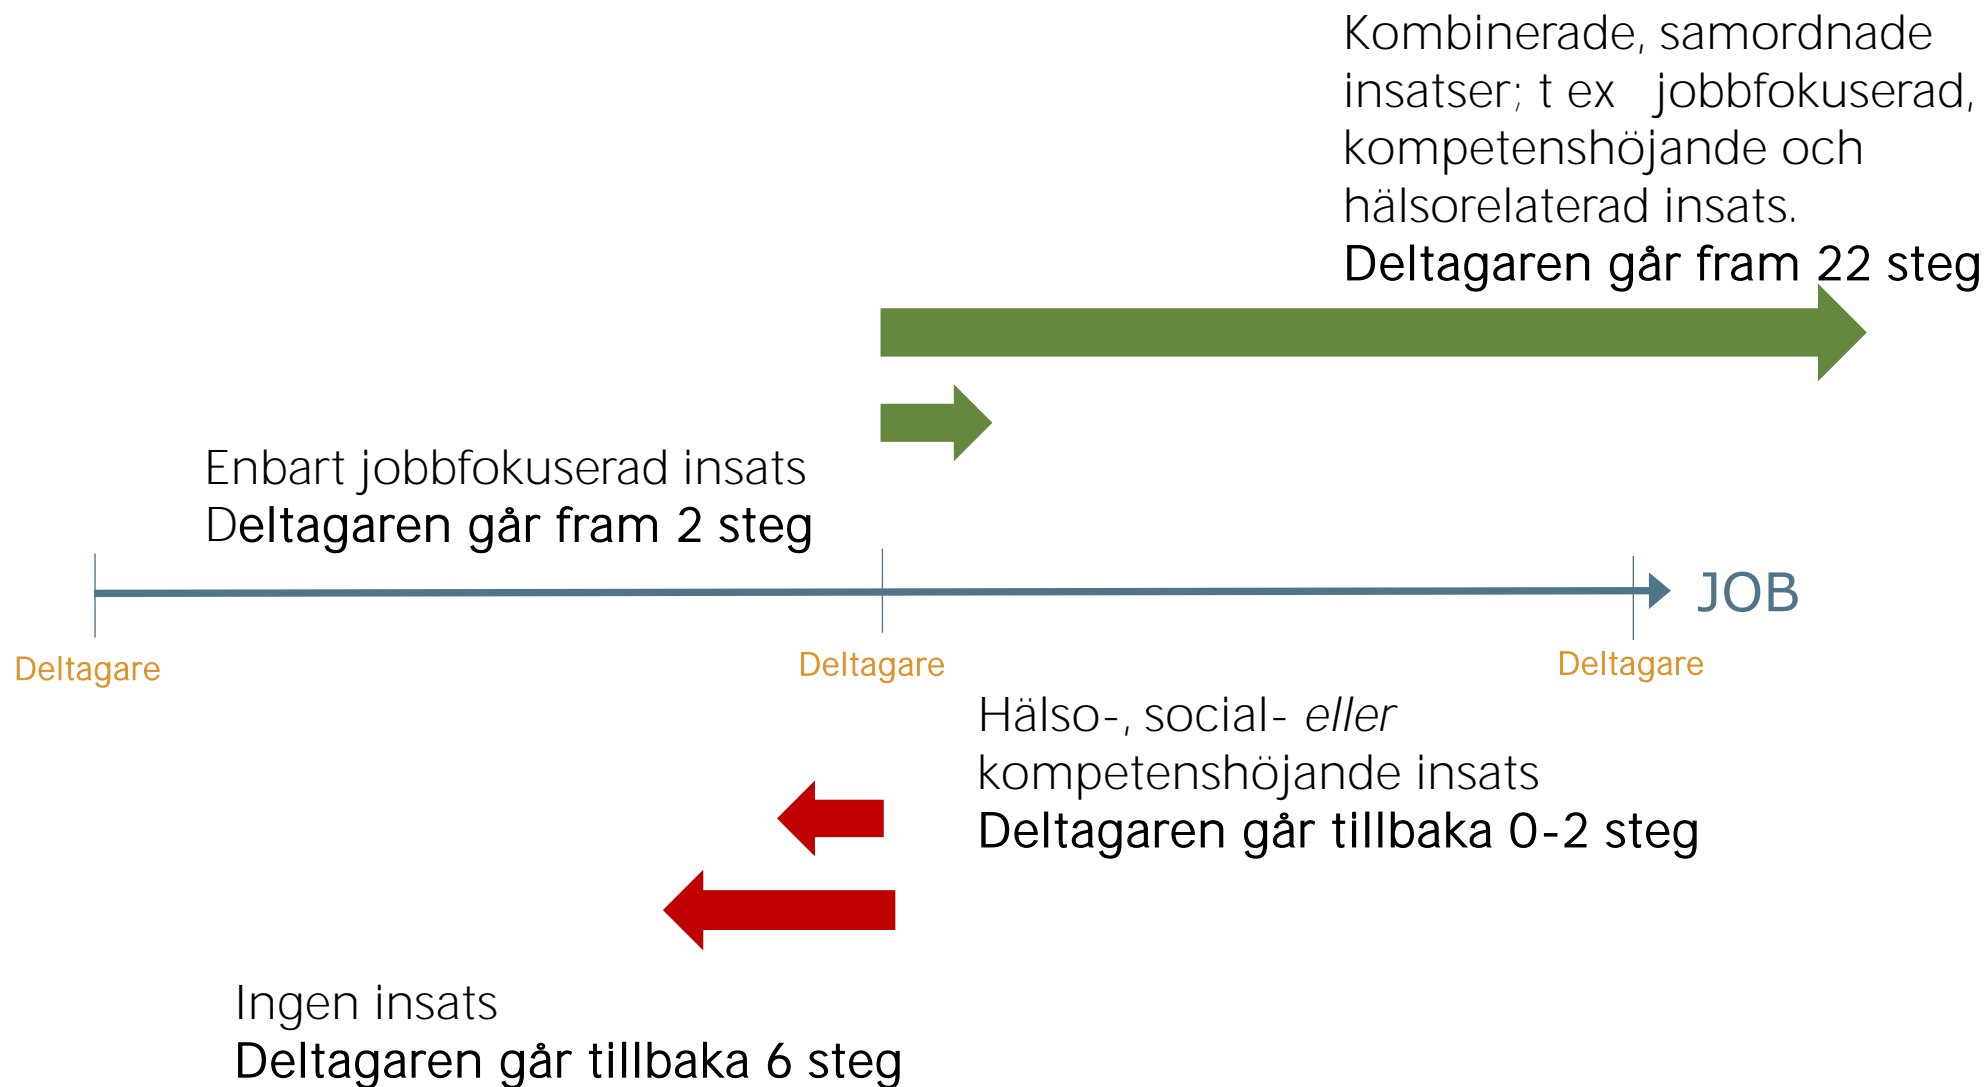 Kombinerade, samordnade
insatser; t ex jobbfokuserad,
kompetenshöjande och
hälsorelaterad insats.
Deltagaren går fram 22 steg
Enbart jobbfokuserad insats
Deltagaren går fram 2 steg
JOB
Deltagare
Deltagare
Deltagare
Hälso-, social- eller
kompetenshöjande insats
Deltagaren går tillbaka 0-2 steg
Ingen insats
Deltagaren går tillbaka 6 steg